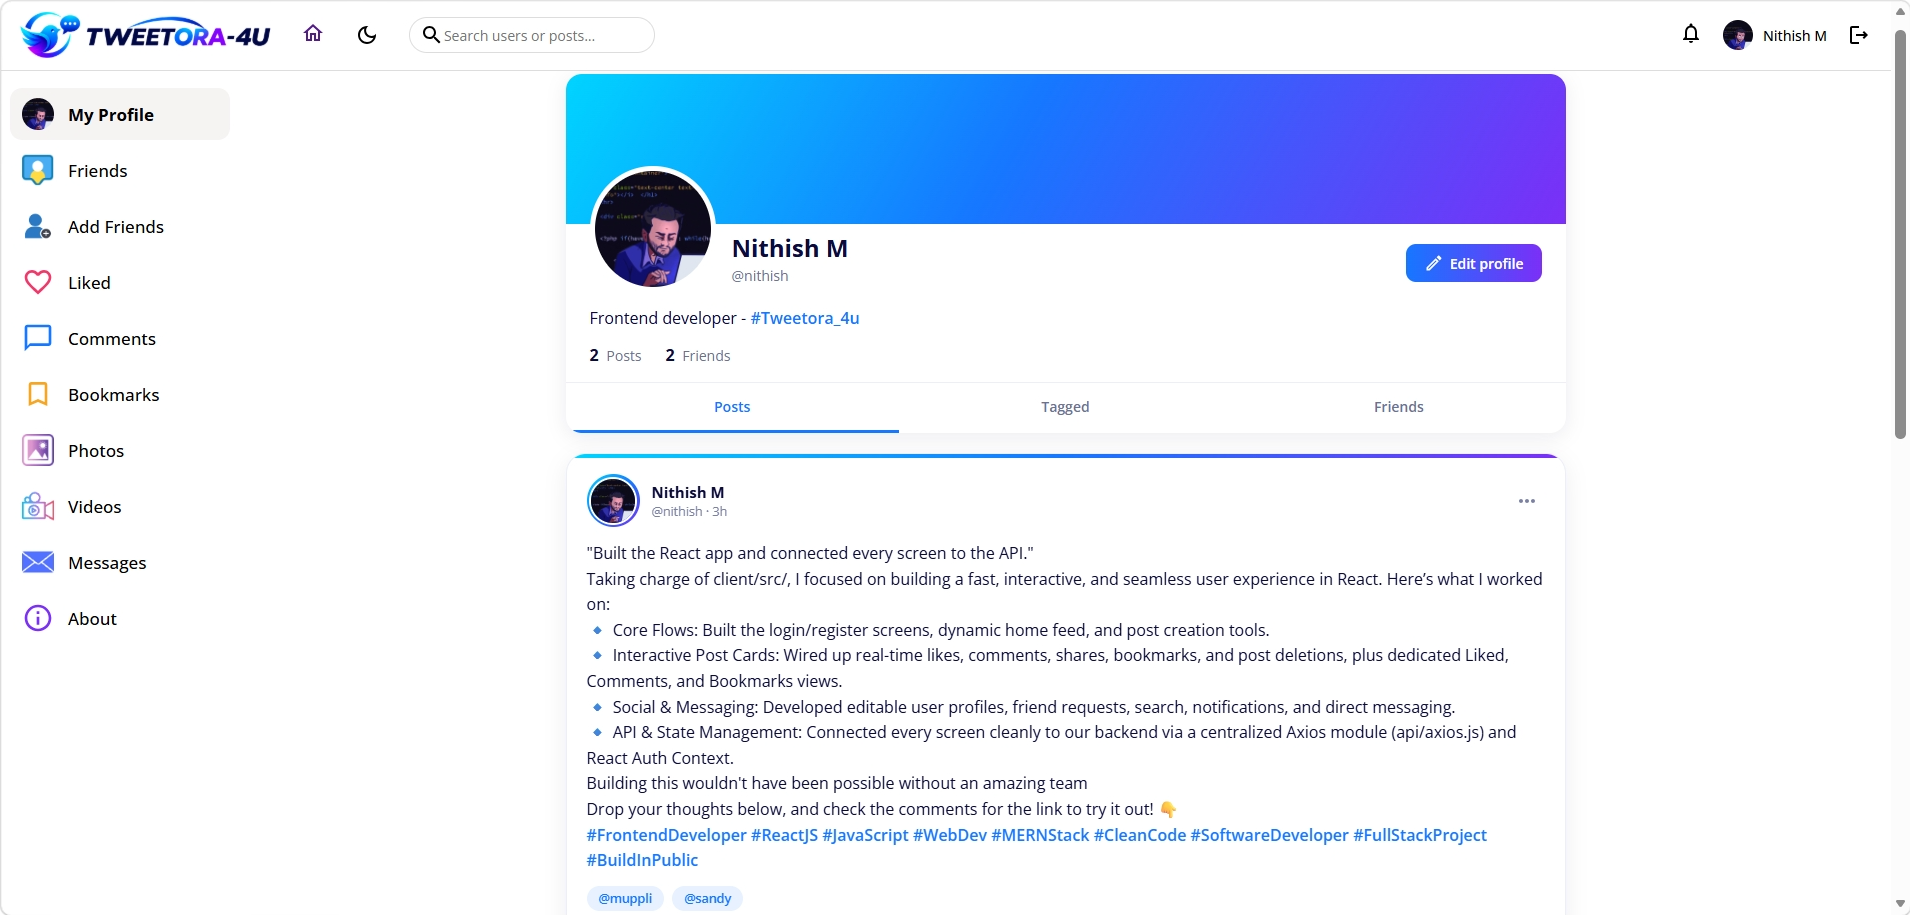 TWEETORA-4U
Search users or posts...
Nithish M
My Profile
Friends
Add Friends
Liked
Comments
Bookmarks
Photos
Videos
Messages
About
Nithish M
@nithish
Edit profile
Frontend developer - #Tweetora_4u
2 Posts 2 Friends
Posts Tagged Friends
Nithish M
@nithish · 3h
"Built the React app and connected every screen to the API."
Taking charge of client/src/, I focused on building a fast, interactive, and seamless user experience in React. Here’s what I worked
on:
🔹 Core Flows: Built the login/register screens, dynamic home feed, and post creation tools.
🔹 Interactive Post Cards: Wired up real-time likes, comments, shares, bookmarks, and post deletions, plus dedicated Liked,
Comments, and Bookmarks views.
🔹 Social & Messaging: Developed editable user profiles, friend requests, search, notifications, and direct messaging.
🔹 API & State Management: Connected every screen cleanly to our backend via a centralized Axios module (api/axios.js) and
React Auth Context.
Building this wouldn't have been possible without an amazing team
Drop your thoughts below, and check the comments for the link to try it out! 👇
#FrontendDeveloper #ReactJS #JavaScript #WebDev #MERNStack #CleanCode #SoftwareDeveloper #FullStackProject
#BuildInPublic
@muppli @sandy